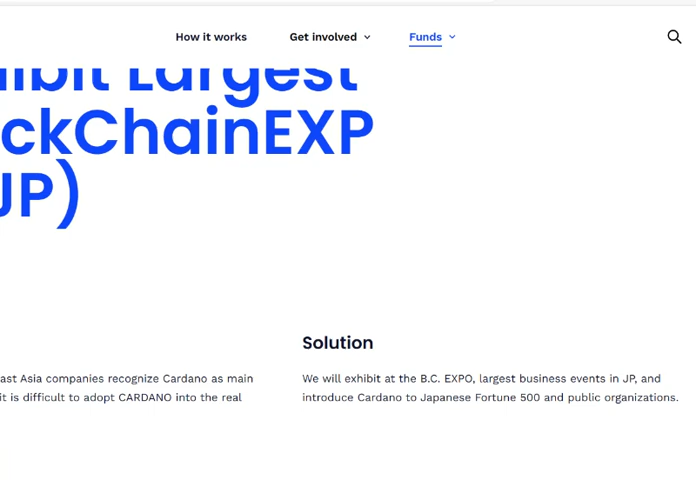 How it works Get involved Funds
ibit Largest
ckChainEXP
JP)
Solution
ast Asia companies recognize Cardano as main
it is difficult to adopt CARDANO into the real
We will exhibit at the B.C. EXPO, largest business events in JP, and
introduce Cardano to Japanese Fortune 500 and public organizations.